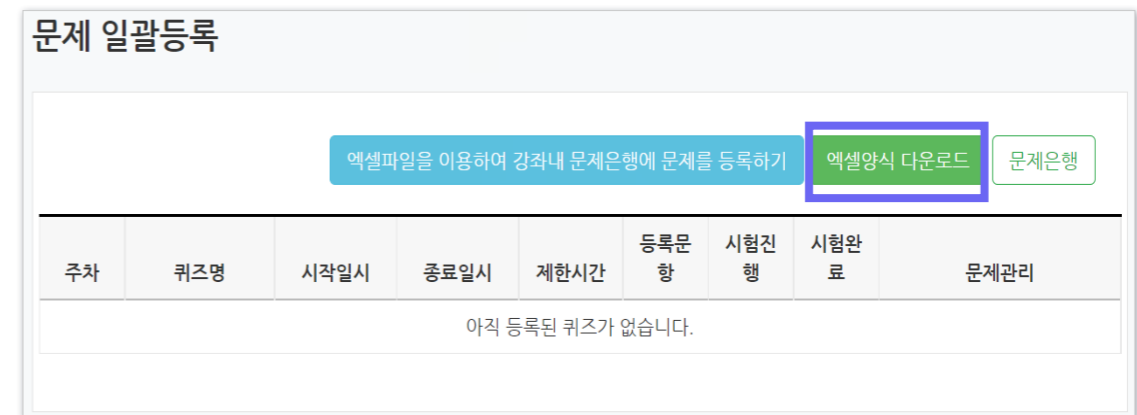 문제 일괄등록
엑셀파일을 이용하여 강좌내 문제은행에 문제를 등록하기 엑셀양식 다운로드 문제은행
주차 퀴즈명 시작일시 종료일시 제한시간 등록문항 시험진행 시험완료 문제관리
아직 등록된 퀴즈가 없습니다.